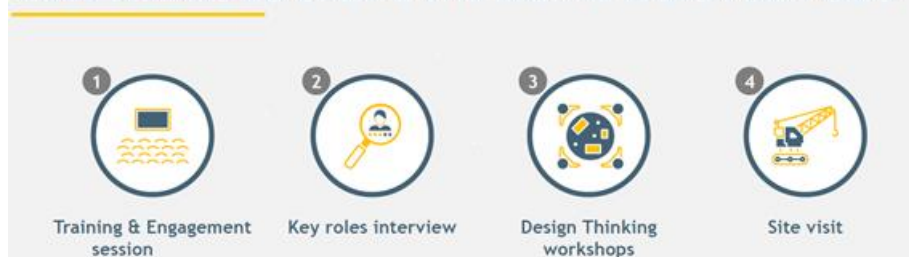 1
2
3
4
Training & Engagement
session
Key roles interview
Design Thinking
workshops
Site visit